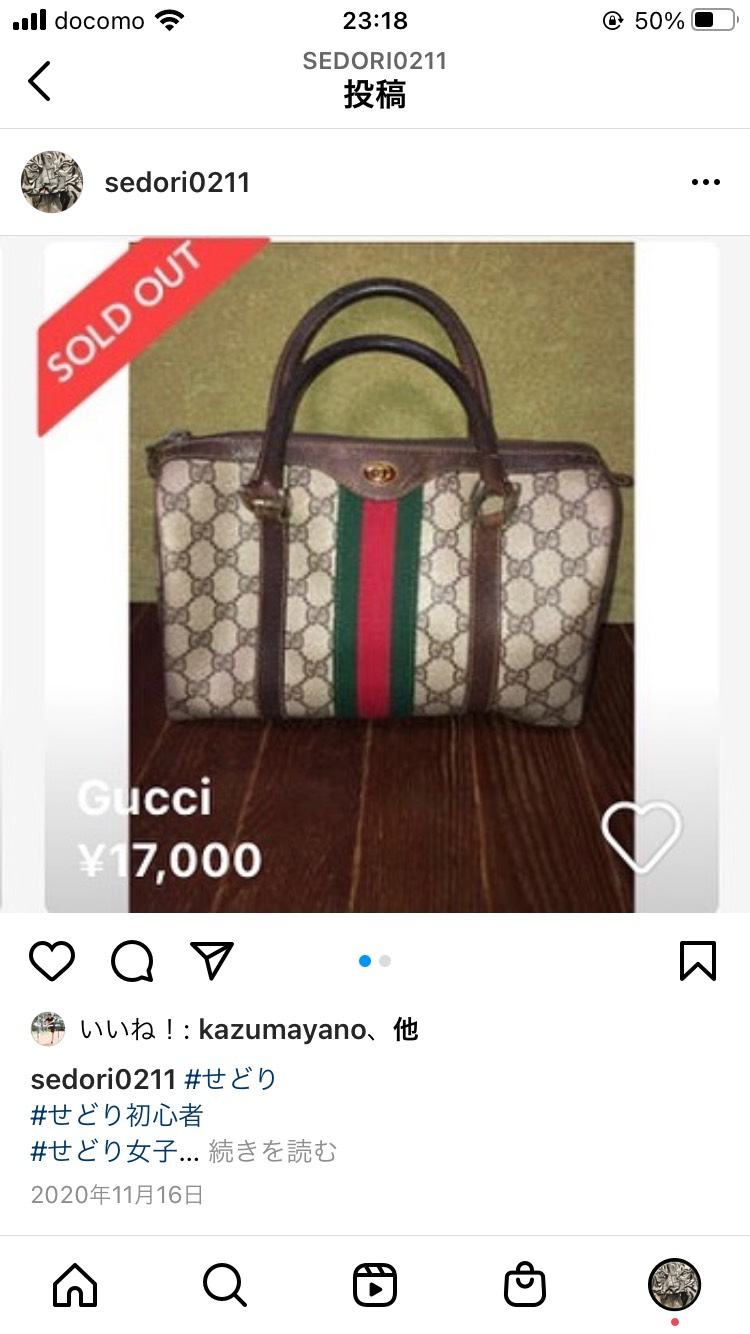 docomo 23:18 50%
SEDORI0211
投稿
sedori0211
SOLD OUT
Gucci
¥17,000
いいね！: kazumayano、他
sedori0211 #せどり
#せどり初心者
#せどり女子... 続きを読む
2020年11月16日